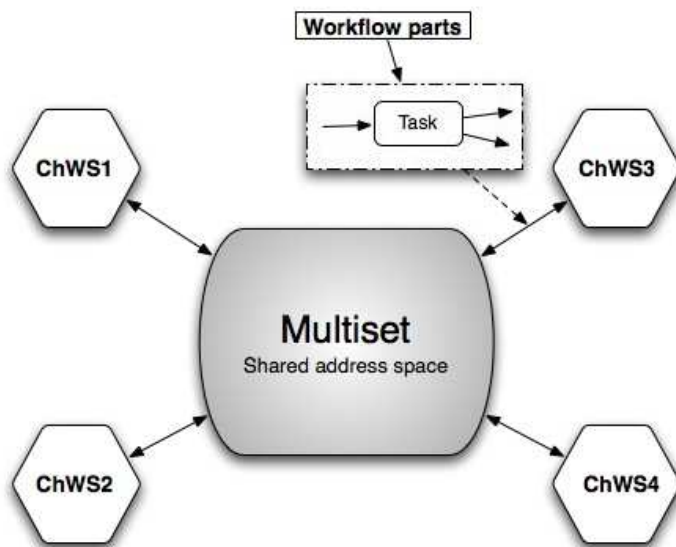 Workflow parts
Task
ChWS1
ChWS3
Multiset
Shared address space
ChWS2
ChWS4